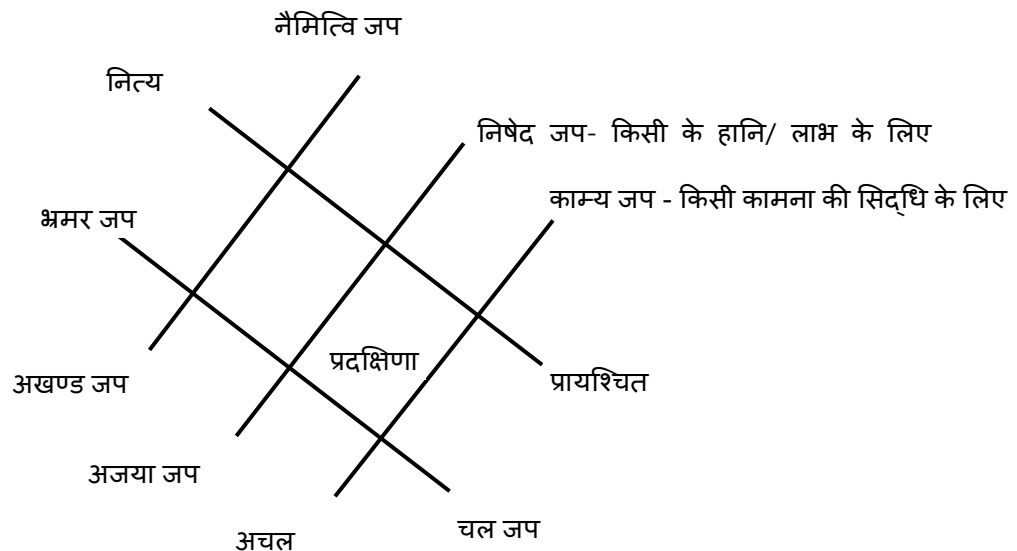 नैमित्वि जप
नित्य
निषेद जप- किसी के हानि/ लाभ के लिए
काम्य जप - किसी कामना की सिद्धि के लिए
भ्रमर जप
प्रदक्षिणा
अखण्ड जप
प्रायश्चित
अजया जप
चल जप
अचल